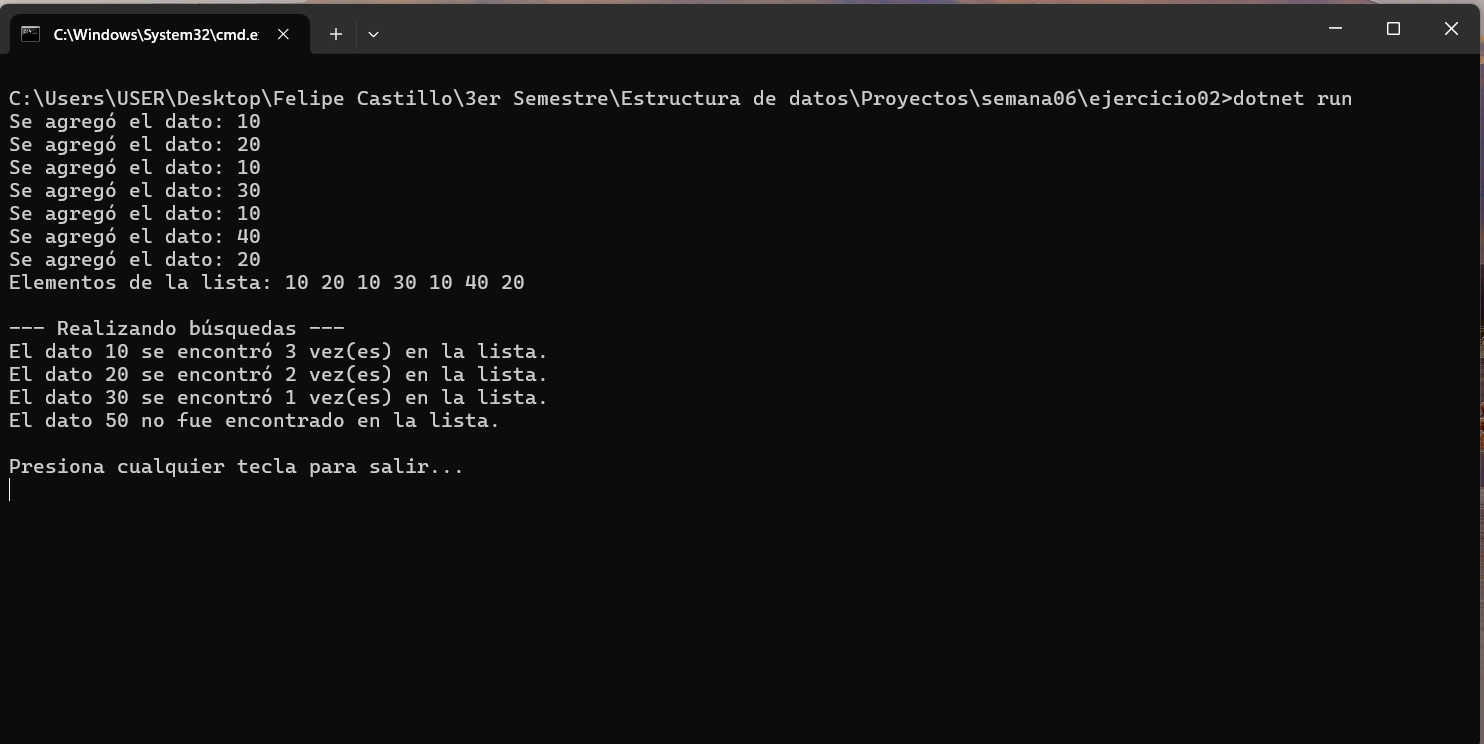 C:\Windows\System32\cmd.e
C:\Users\USER\Desktop\Felipe Castillo\3er Semestre\Estructura de datos\Proyectos\semana06\ejercicio02>dotnet run
Se agregó el dato: 10
Se agregó el dato: 20
Se agregó el dato: 10
Se agregó el dato: 30
Se agregó el dato: 10
Se agregó el dato: 40
Se agregó el dato: 20
Elementos de la lista: 10 20 10 30 10 40 20
--- Realizando búsquedas ---
El dato 10 se encontró 3 vez(es) en la lista.
El dato 20 se encontró 2 vez(es) en la lista.
El dato 30 se encontró 1 vez(es) en la lista.
El dato 50 no fue encontrado en la lista.
Presiona cualquier tecla para salir...